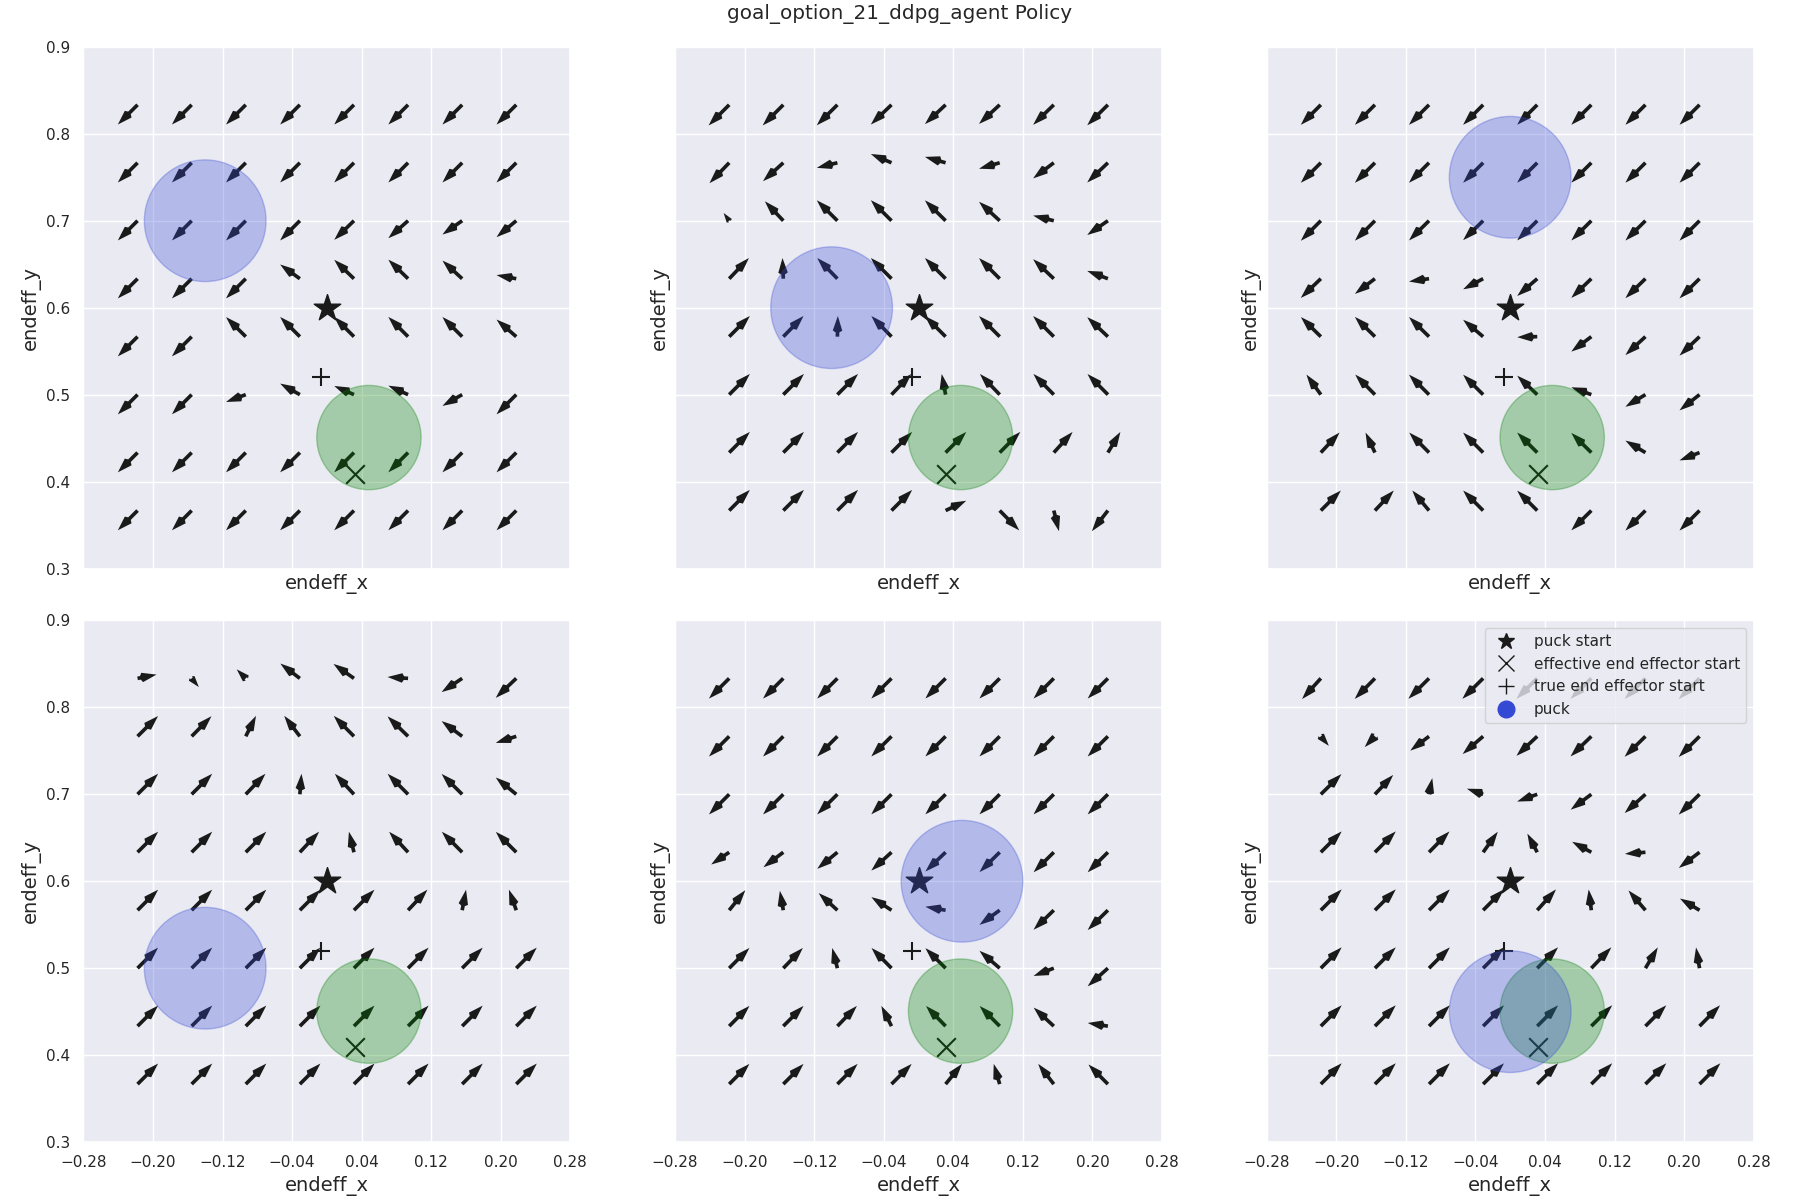 goal_option_21_ddpg_agent Policy
0.9
0.8
0.7
0.6
0.5
0.4
0.3
endeff_y
endeff_x
endeff_y
endeff_x
endeff_y
endeff_x
0.9
0.8
0.7
0.6
0.5
0.4
0.3
endeff_y
−0.28 −0.20 −0.12 −0.04 0.04 0.12 0.20 0.28
endeff_x
endeff_y
−0.28 −0.20 −0.12 −0.04 0.04 0.12 0.20 0.28
endeff_x
puck start
effective end effector start
true end effector start
puck
endeff_y
−0.28 −0.20 −0.12 −0.04 0.04 0.12 0.20 0.28
endeff_x